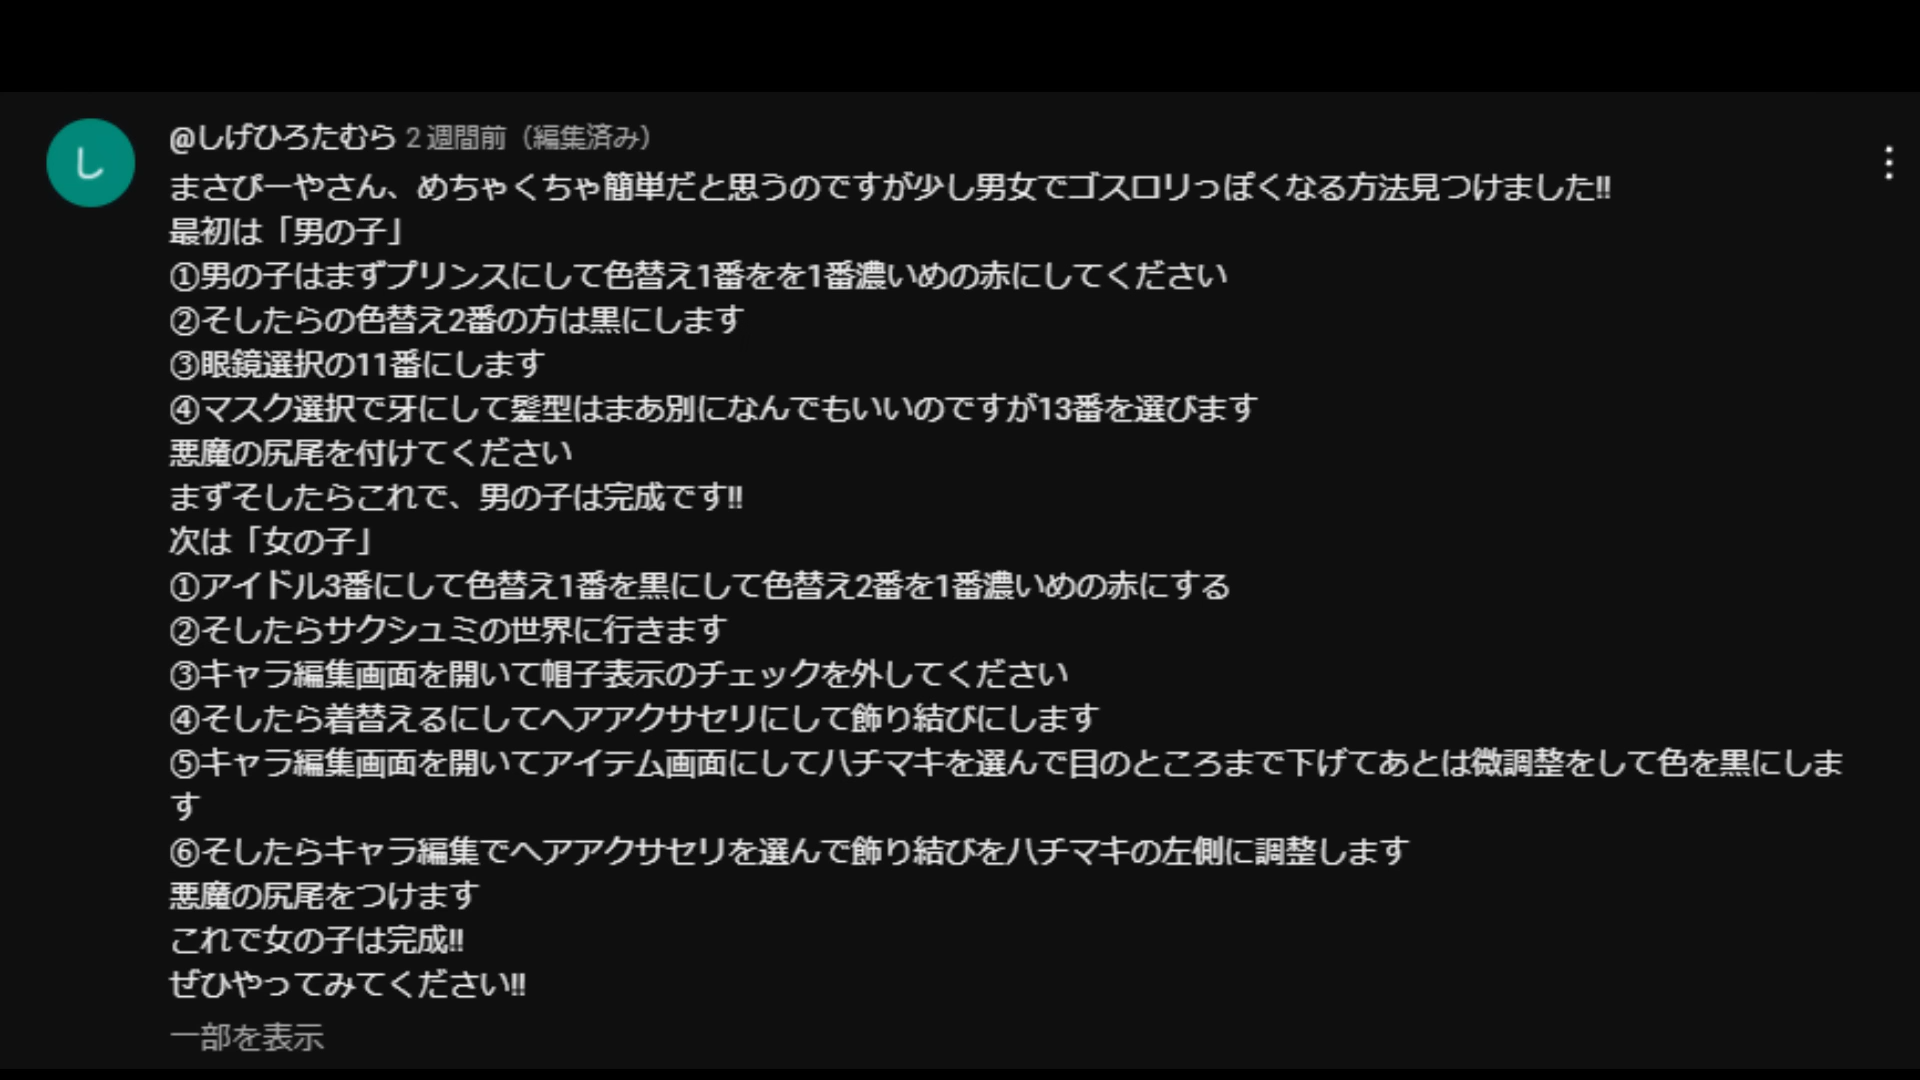 し
@しげひろたむら 2 週間前（編集済み）
まさぴーやさん、めちゃくちゃ簡単だと思うのですが少し男女でゴスロリっぽくなる方法見つけました‼
最初は「男の子」
①男の子はまずプリンスにして色替え1番をを1番濃いめの赤にしてください
②そしたらの色替え2番の方は黒にします
③眼鏡選択の11番にします
④マスク選択で牙にして髪型はまあ別になんでもいいのですが13番を選びます
悪魔の尻尾を付けてください
まずそしたらこれで、男の子は完成です‼
次は「女の子」
①アイドル3番にして色替え1番を黒にして色替え2番を1番濃いめの赤にする
②そしたらサクシュミの世界に行きます
③キャラ編集画面を開いて帽子表示のチェックを外してください
④そしたら着替えるにしてヘアアクサセリにして飾り結びにします
⑤キャラ編集画面を開いてアイテム画面にしてハチマキを選んで目のところまで下げてあとは微調整をして色を黒にしま
す
⑥そしたらキャラ編集でヘアアクサセリを選んで飾り結びをハチマキの左側に調整します
悪魔の尻尾をつけます
これで女の子は完成‼
ぜひやってみてください‼
一部を表示